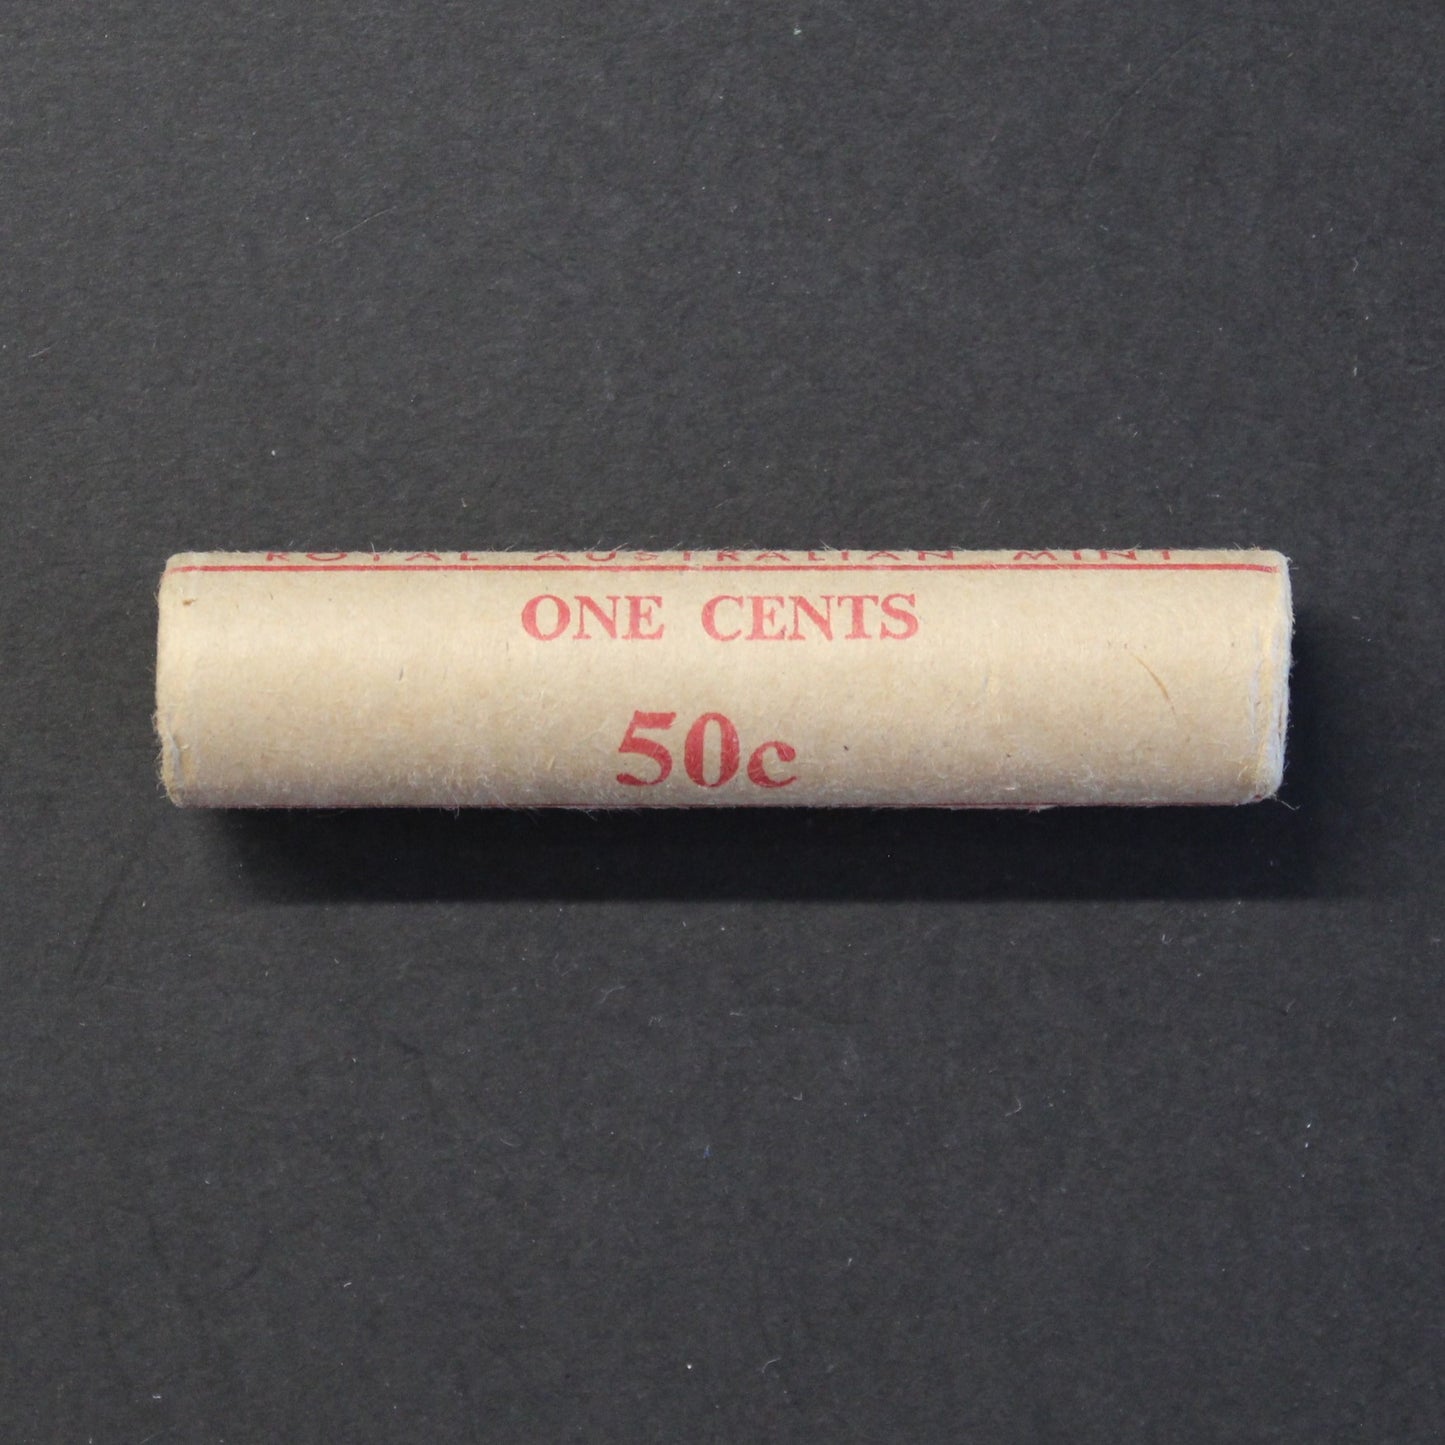 ROYAL AUSTRALIAN MINT
ONE CENTS
50c